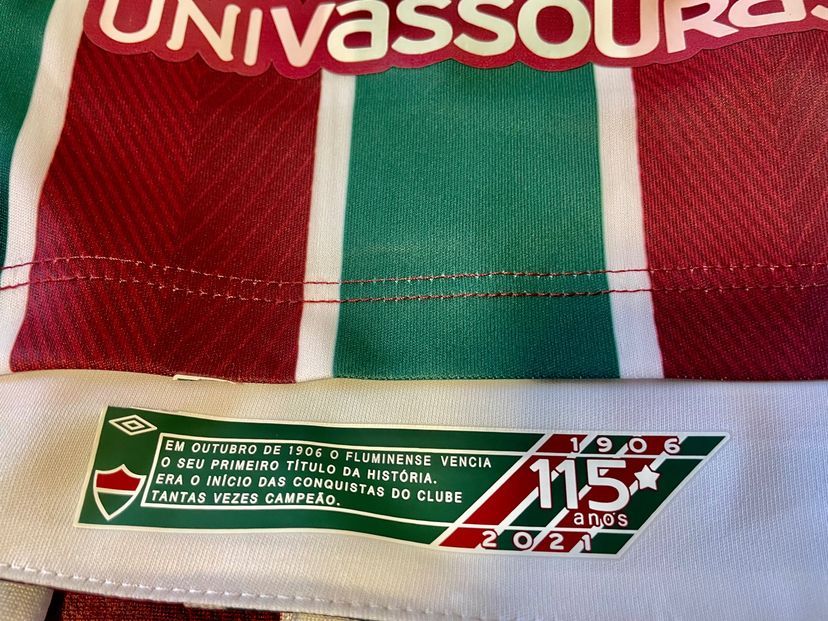 UNIVASSOURAS
EM OUTUBRO DE 1906 O FLUMINENSE VENCIA
O SEU PRIMEIRO TÍTULO DA HISTÓRIA.
ERA O INÍCIO DAS CONQUISTAS DO CLUBE
TANTAS VEZES CAMPEÃO.
1906
115
anos
2021